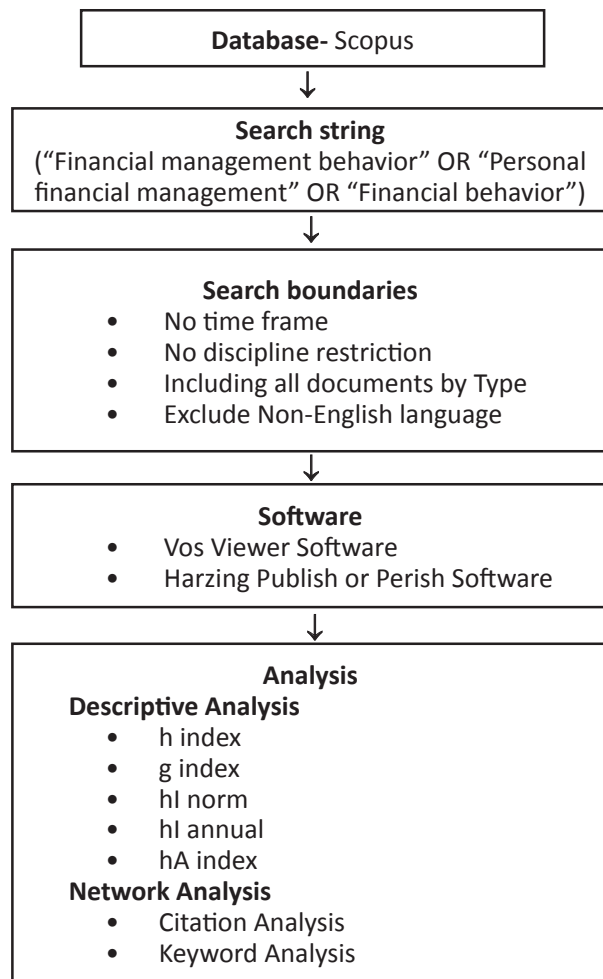 Database- Scopus
Search string
(“Financial management behavior” OR “Personal
financial management” OR “Financial behavior”)
Search boundaries
• No time frame
• No discipline restriction
• Including all documents by Type
• Exclude Non-English language
Software
• Vos Viewer Software
• Harzing Publish or Perish Software
Analysis
Descriptive Analysis
• h index
• g index
• hI norm
• hI annual
• hA index
Network Analysis
• Citation Analysis
• Keyword Analysis